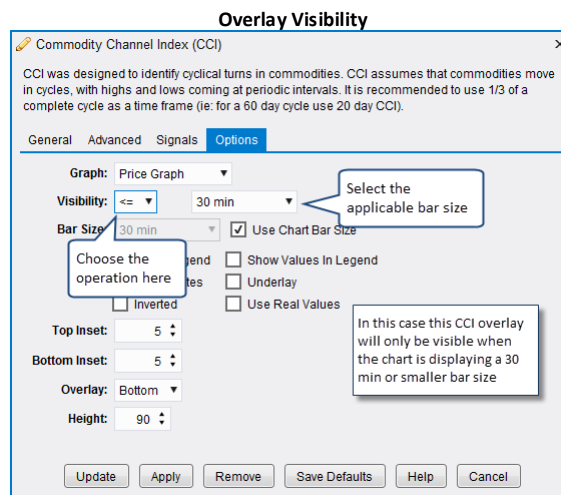 Overlay Visibility
Commodity Channel Index (CCI)
CCI was designed to identify cyclical turns in commodities. CCI assumes that commodities move
in cycles, with highs and lows coming at periodic intervals. It is recommended to use 1/3 of a
complete cycle as a time frame (ie: for a 60 day cycle use 20 day CCI).
General Advanced Signals Options
Graph: Price Graph
Visibility: <= 30 min
Select the
applicable bar size
Bar Size: 30 min Use Chart Bar Size
Choose the
operation here
Show Values In Legend
Underlay
Inverted Use Real Values
In this case this CCI overlay
will only be visible when
the chart is displaying a 30
min or smaller bar size
Top Inset: 5
Bottom Inset: 5
Overlay: Bottom
Height: 90
Update Apply Remove Save Defaults Help Cancel